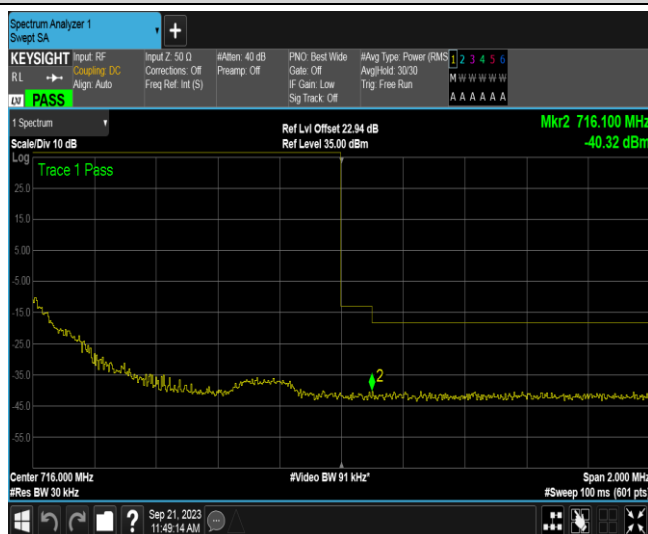 Spectrum Analyzer 1
Swept SA
+
KEYSIGHT Input: RF Input Z: 50 Ω #Atten: 40 dB PNO: Best Wide #Avg Type: Power (RMS 1 2 3 4 5 6
RL Coupling: DC Corrections: Off Preamp: Off Gate: Off Avg|Hold: 30/30 M W W W W W
Align: Auto Freq Ref: Int (S) IF Gain: Low Trig: Free Run
LXI PASS Sig Track: Off A A A A A A
1 Spectrum Ref Lvl Offset 22.94 dB Mkr2 716.100 MHz
Scale/Div 10 dB Ref Level 35.00 dBm -40.32 dBm
Log
Trace 1 Pass
25.0
15.0
5.00
-5.00
-15.0
-25.0
-35.0
2
-45.0
-55.0
Center 716.000 MHz #Video BW 91 kHz* Span 2.000 MHz
#Res BW 30 kHz #Sweep 100 ms (601 pts)
? Sep 21, 2023
11:49:14 AM